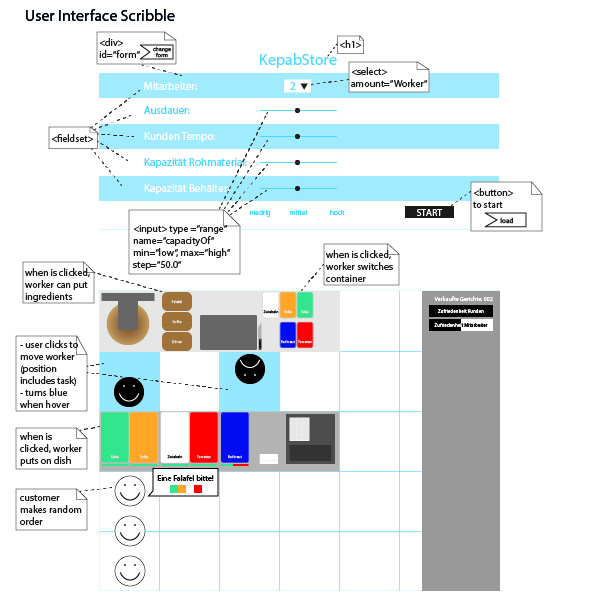 User Interface Scribble
<div>
id="form"
change
form
<h1>
KepabStore
<select>
amount="Worker"
Mitarbeiter:
2
Ausdauer:
<fieldset>
Kunden Tempo:
Kapazität Rohmaterial:
Kapazität Behälter:
<button>
to start
load
niedrig mittel hoch
START
<input> type ="range"
name="capacityOf"
min="low", max="high"
step="50.0"
when is clicked,
worker can put
ingredients
when is clicked,
worker switches
container
Falafel
Yufka
Döner
Zwiebeln
Salat
Rotkraut
Tomaten
Verkaufte Gerichte: 002
Zufriedenheit Kunden
Zufriedenheit Mitarbeiter
- user clicks to
move worker
(position
includes task)
- turns blue
when hover
when is
clicked, worker
puts on dish
Zwiebeln
Tomaten
Rotkraut
Eine Falafel bitte!
customer
makes random
order